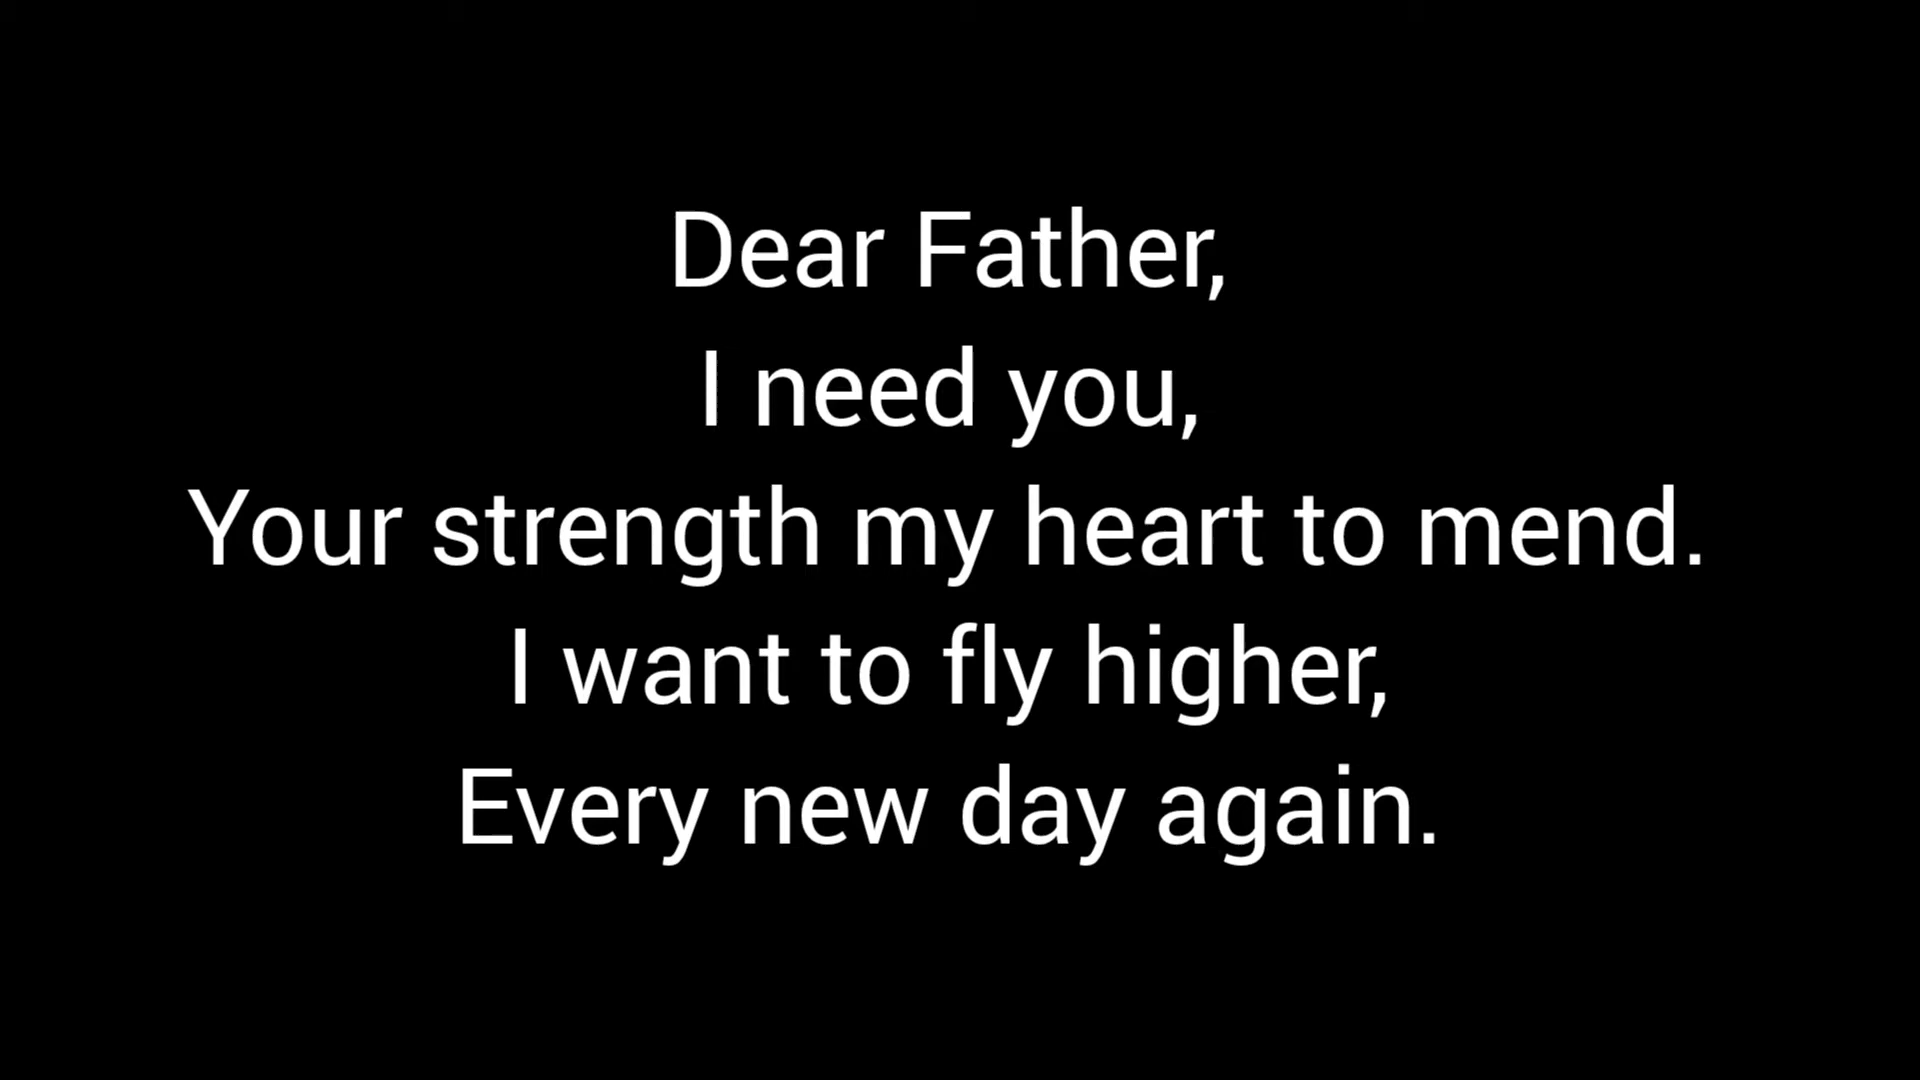 Dear Father,
I need you,
Your strength my heart to mend.
I want to fly higher,
Every new day again.